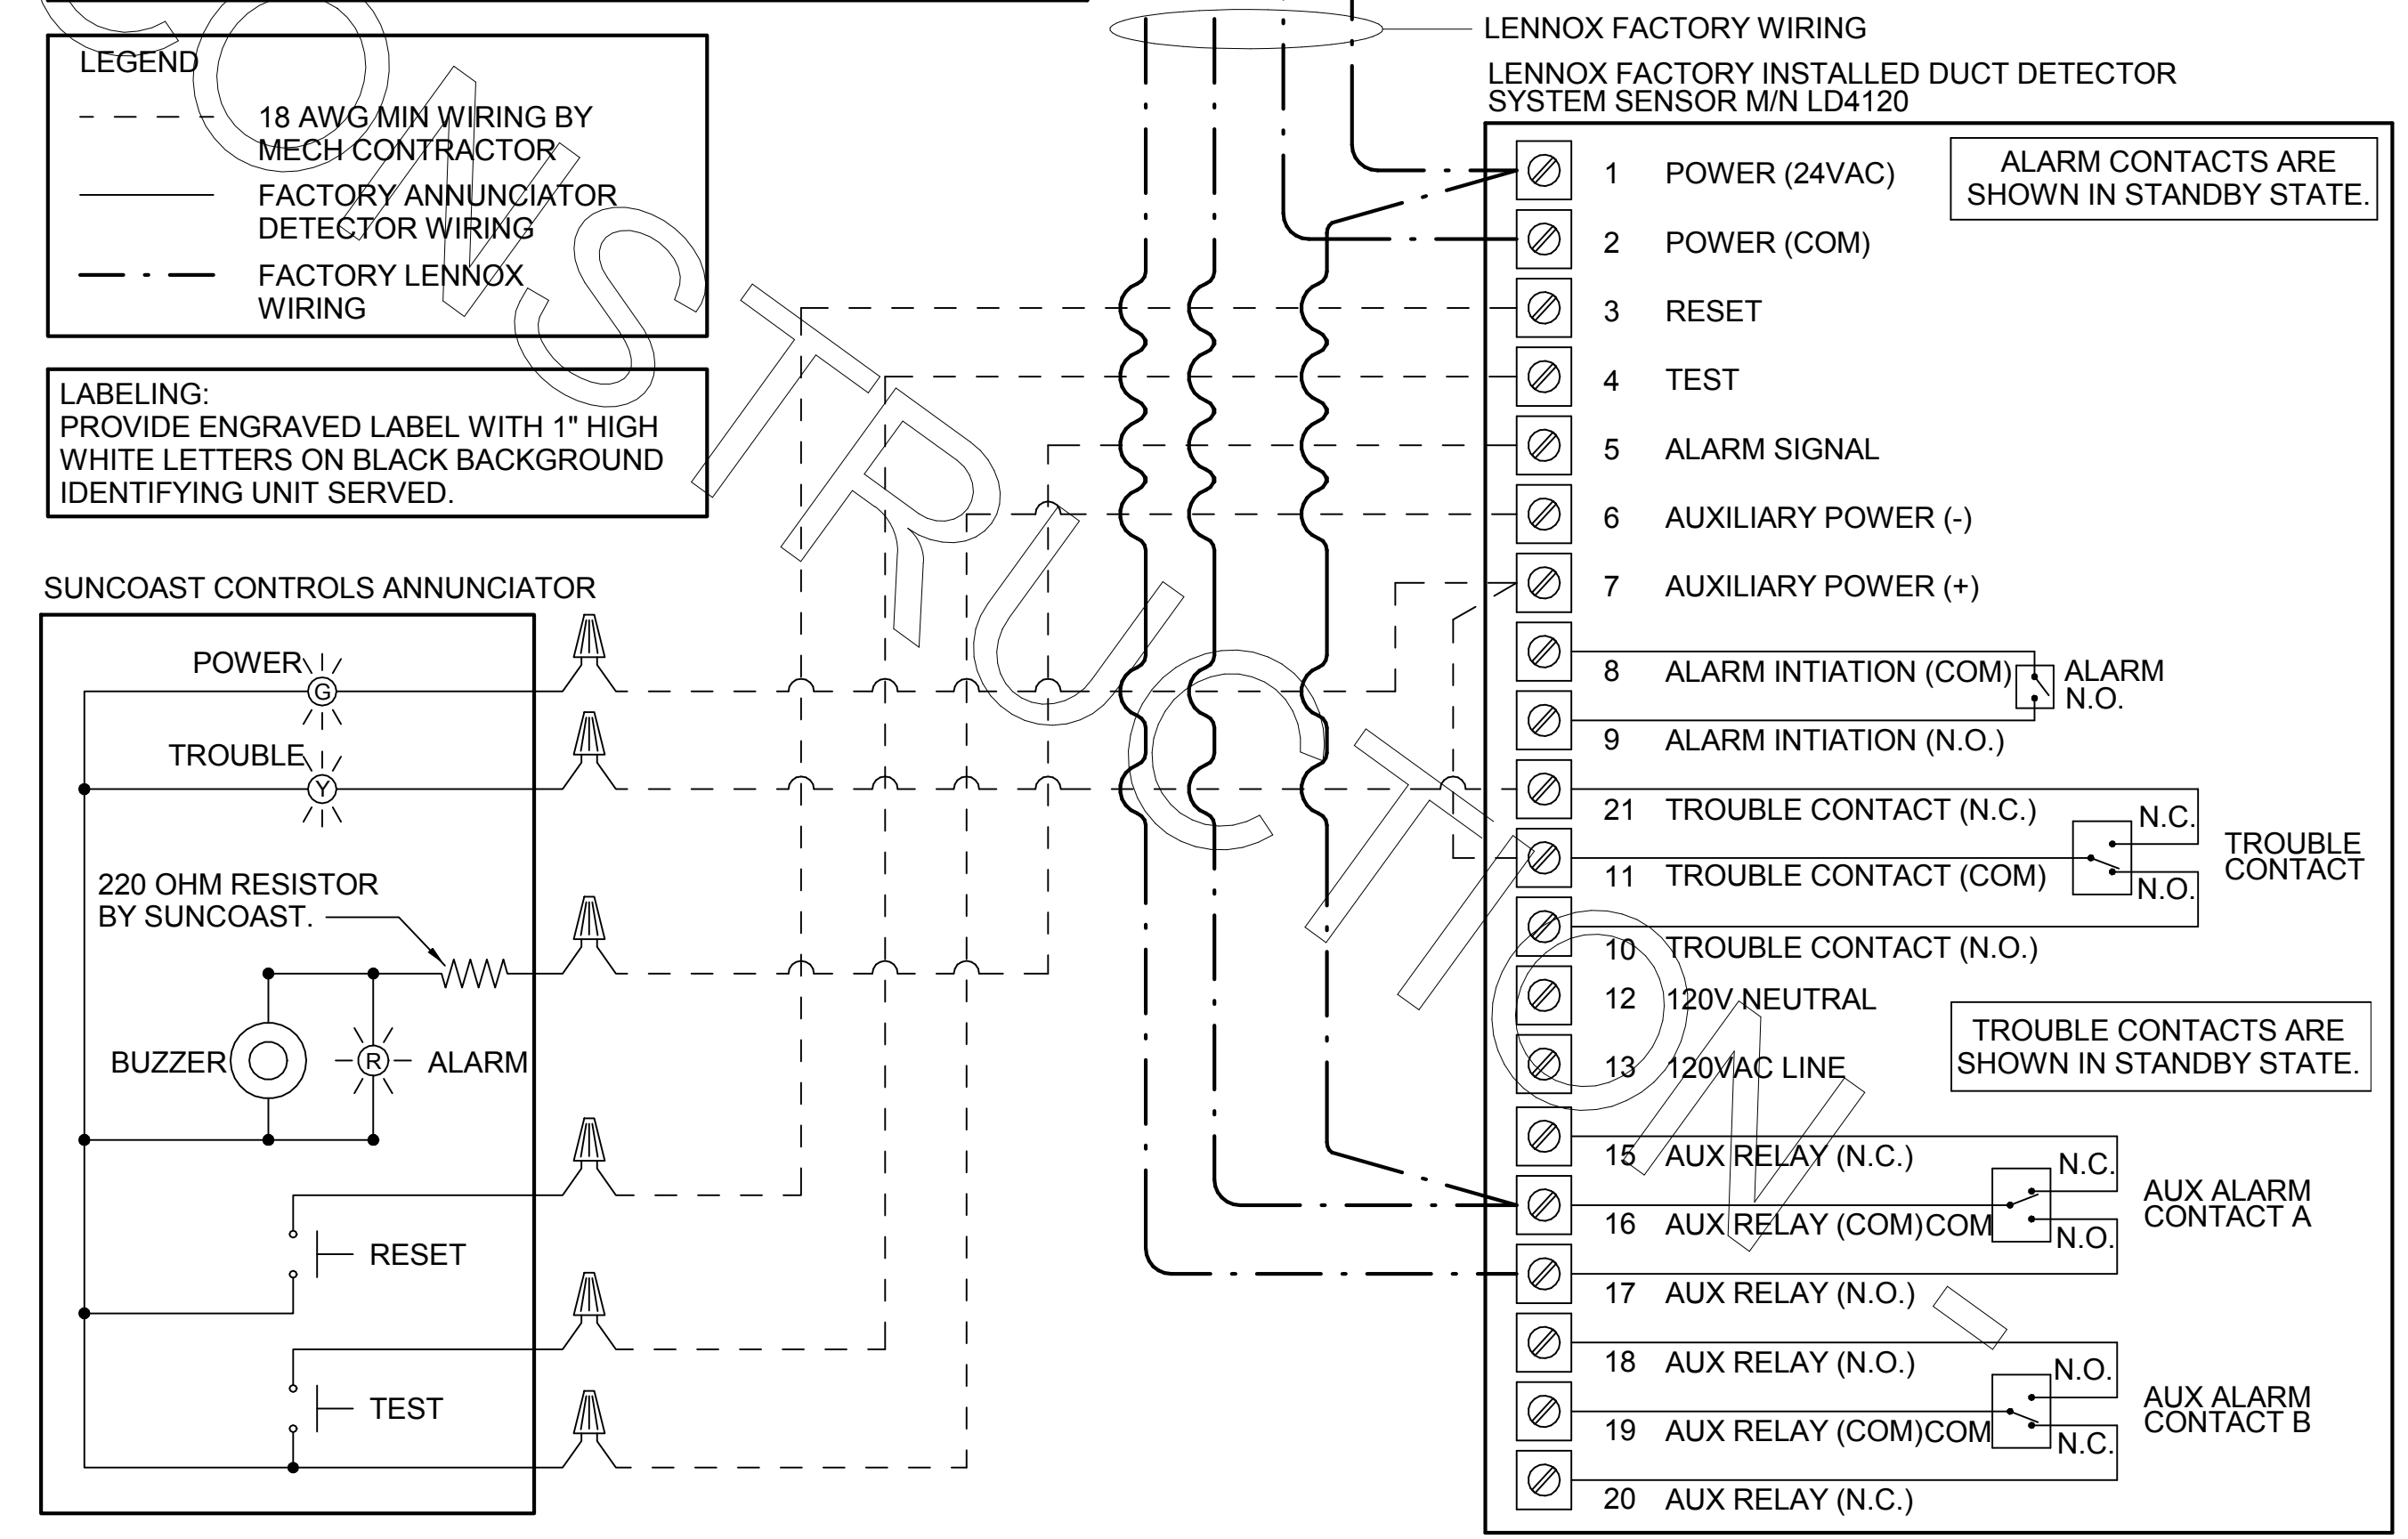 LEGEND
18 AWG MIN WIRING BY
MECH CONTRACTOR
FACTORY ANNUNCIATOR
DETECTOR WIRING
FACTORY LENNOX
WIRING
LABELING:
PROVIDE ENGRAVED LABEL WITH 1" HIGH
WHITE LETTERS ON BLACK BACKGROUND
IDENTIFYING UNIT SERVED.
SUNCOAST CONTROLS ANNUNCIATOR
POWER
G
TROUBLE
Y
220 OHM RESISTOR
BY SUNCOAST.
BUZZER
R
ALARM
RESET
TEST
LENNOX FACTORY WIRING
LENNOX FACTORY INSTALLED DUCT DETECTOR
SYSTEM SENSOR M/N LD4120
ALARM CONTACTS ARE
SHOWN IN STANDBY STATE.
1 POWER (24VAC)
2 POWER (COM)
3 RESET
4 TEST
5 ALARM SIGNAL
6 AUXILIARY POWER (-)
7 AUXILIARY POWER (+)
8 ALARM INTIATION (COM)
ALARM
N.O.
9 ALARM INTIATION (N.O.)
21 TROUBLE CONTACT (N.C.)
N.C.
TROUBLE
CONTACT
11 TROUBLE CONTACT (COM)
N.O.
10 TROUBLE CONTACT (N.O.)
12 120V NEUTRAL
TROUBLE CONTACTS ARE
SHOWN IN STANDBY STATE.
13 120VAC LINE
15 AUX RELAY (N.C.)
N.C.
AUX ALARM
CONTACT A
16 AUX RELAY (COM) COM
N.O.
17 AUX RELAY (N.O.)
18 AUX RELAY (N.O.)
N.O.
AUX ALARM
CONTACT B
19 AUX RELAY (COM) COM
N.C.
20 AUX RELAY (N.C.)
CONSTRUCTION